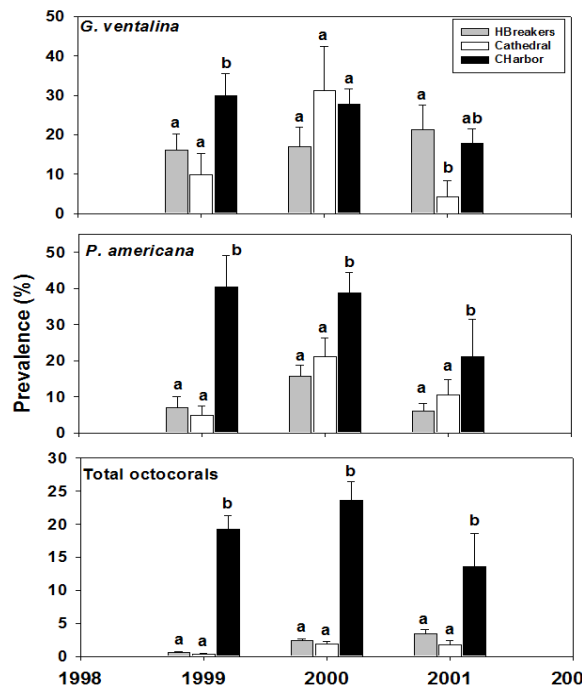 G. ventalina
HBreakers
Cathedral
CHarbor
50
40
30
20
10
0
a a b
a a a
a b ab
P. americana
50
40
30
20
10
0
a a b
a a b
a a b
Prevalence (%)
Total octocorals
30
25
20
15
10
5
0
a a b
a a b
a a b
1998 1999 2000 2001 200